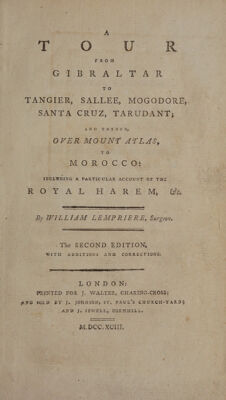 A
TOUR
FROM
GIBRALTAR
TO
TANGIER, SALLEE, MOGODORE,
SANTA CRUZ, TARUDANT;
AND THENCE,
OVER MOUNT ATLAS,
TO
MOROCCO:
INCLUDING A PARTICULAR ACCOUNT OF THE
ROYAL HAREM, &c.
By WILLIAM LEMPRIERE, Surgeon.
The SECOND EDITION,
WITH ADDITIONS AND CORRECTIONS.
LONDON:
PRINTED FOR J. WALTER, CHARING-CROSS;
AND SOLD BY J. JOHNSON, ST. PAUL'S CHURCH-YARD;
AND J. SEWELL, CORNHILL.
M.DCC.XCIII.